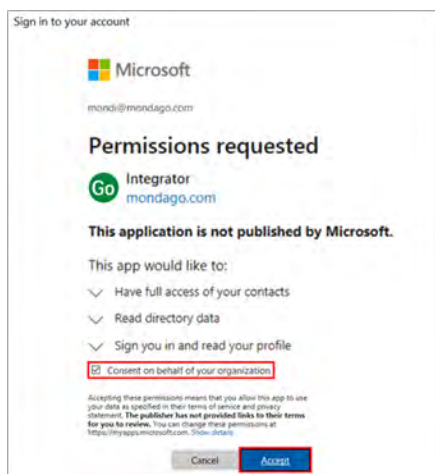 Sign in to your account
Microsoft
mondi@mondago.com
Permissions requested
Go
Integrator
mondago.com
This application is not published by Microsoft.
This app would like to:
Have full access of your contacts
Read directory data
Sign you in and read your profile
Consent on behalf of your organization
Accepting these permissions means that you allow this app to use
your data as specified in their terms of service and privacy
statement. The publisher has not provided links to their terms
for you to review. You can change these permissions at
https://myapps.microsoft.com. Show details
Cancel
Accept